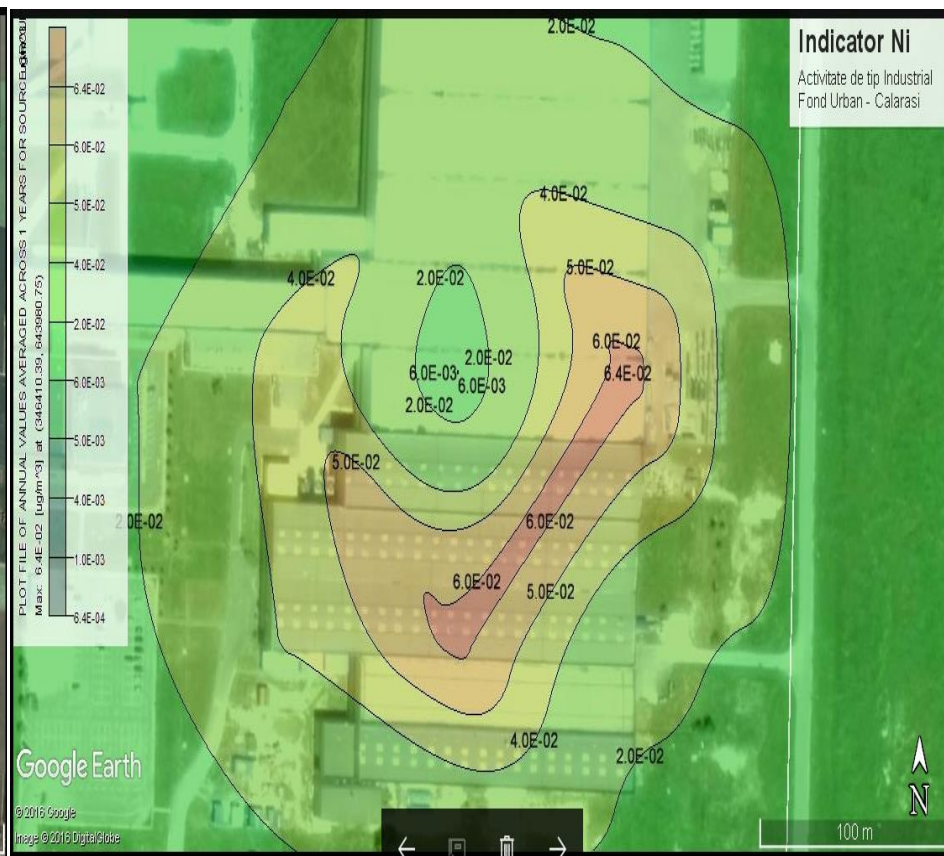 Indicator Ni
Activitate de tip Industrial
Fond Urban - Calarasi
PLOT FILE OF ANNUAL VALUES AVERAGED ACROSS 1 YEARS FOR SOURCE
Max: 6.4E-02 [ug/m^3] at (346410.39, 643980.75)
6.4E-02
6.0E-02
5.0E-02
4.0E-02
2.0E-02
6.0E-03
5.0E-03
4.0E-03
1.0E-03
6.4E-04
2.0E-02
4.0E-02
5.0E-02
4.0E-02
2.0E-02
6.0E-02
2.0E-02
6.0E-03
6.4E-02
6.0E-03
2.0E-02
5.0E-02
2.0E-02
6.0E-02
6.0E-02
5.0E-02
4.0E-02
2.0E-02
Google Earth
© 2016 Google
Image © 2016 DigitalGlobe
N
100 m